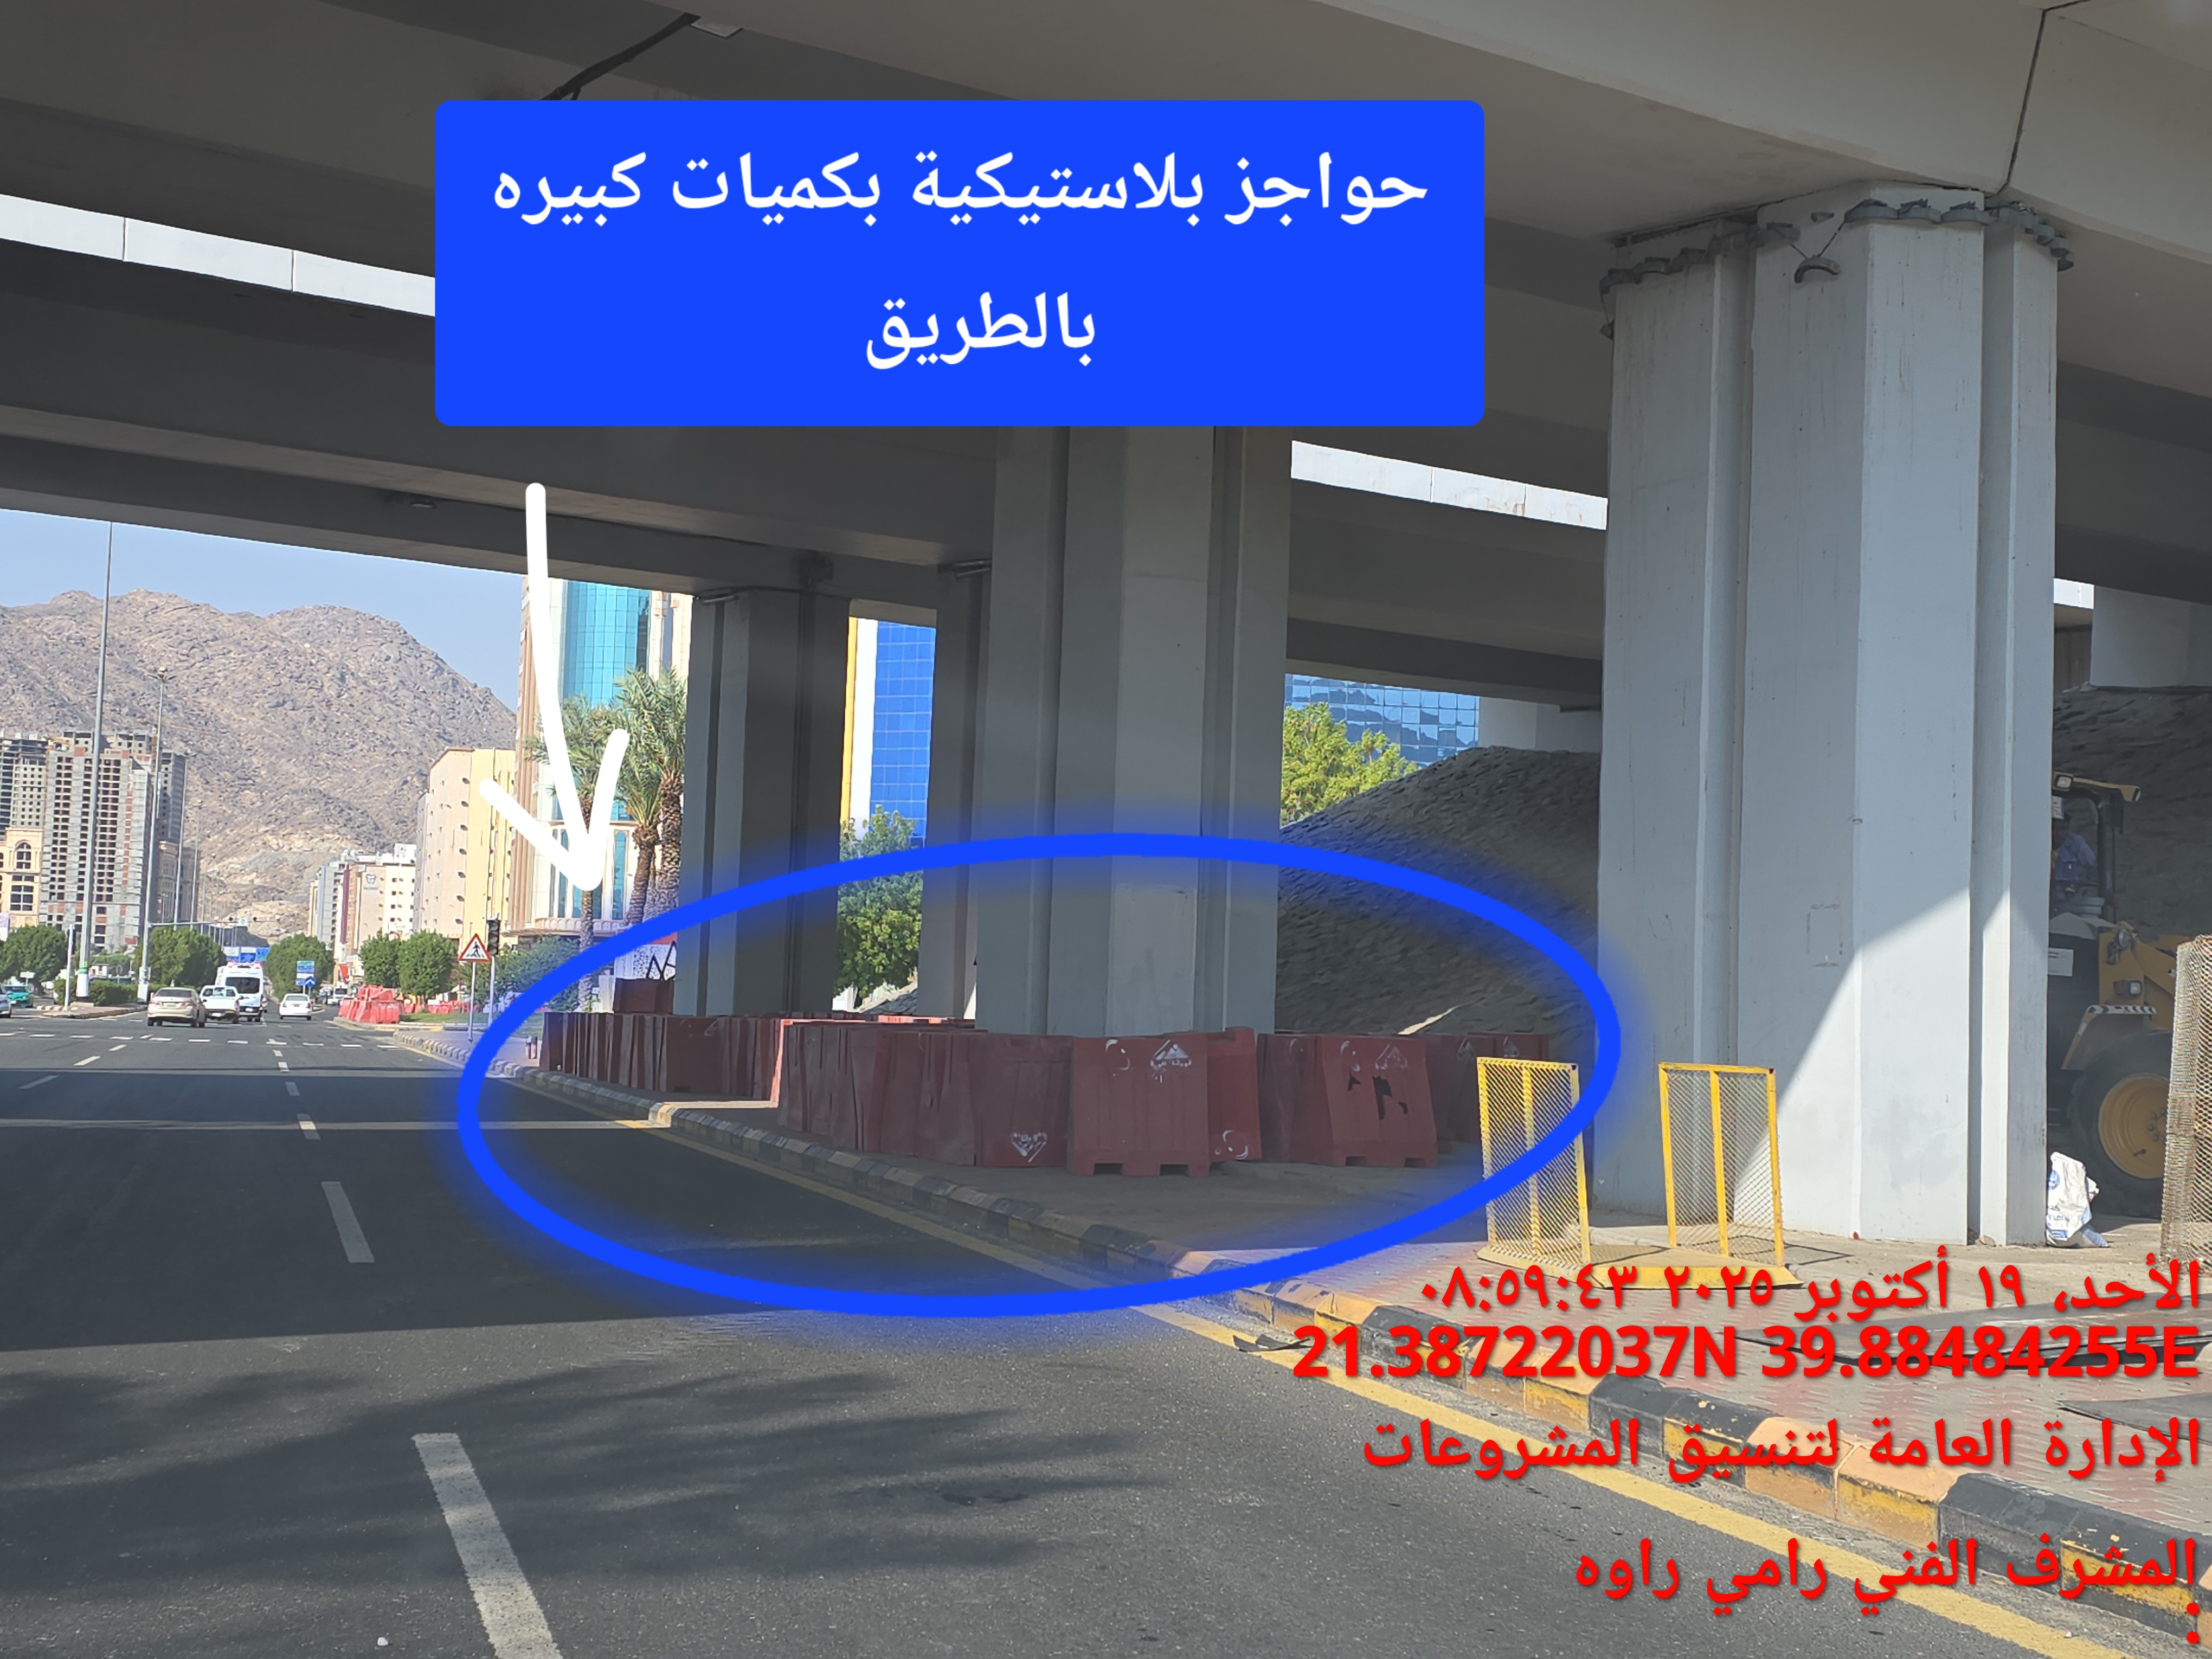 حواجز بلاستيكية بكميات كبيره
بالطريق
الأحد، ١٩ أكتوبر ٢٠٢٥ ٠٨:٥٩:٤٣
21.38722037N 39.88484255E
الإدارة العامة لتنسيق المشروعات
المشرف الفني رامي راوه
: